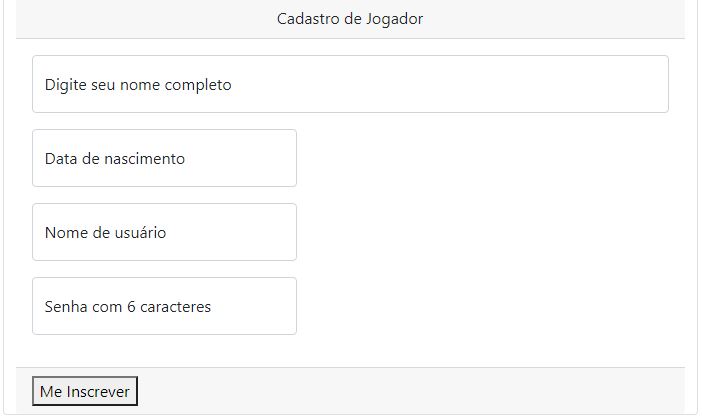 Cadastro de Jogador
Digite seu nome completo
Data de nascimento
Nome de usuário
Senha com 6 caracteres
Me Inscrever